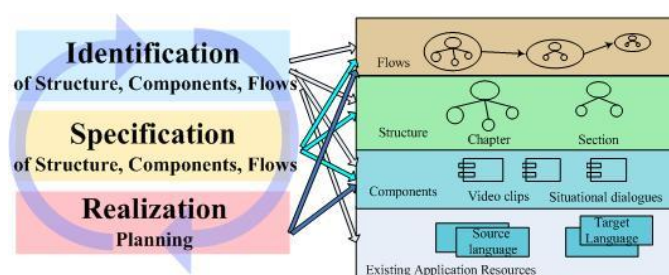 Identification
of Structure, Components, Flows
Specification
of Structure, Components, Flows
Realization
Planning
Flows
Structure
Chapter
Section
Components
Video clips
Situational dialogues
Source
language
Target
Language
Existing Application Resources